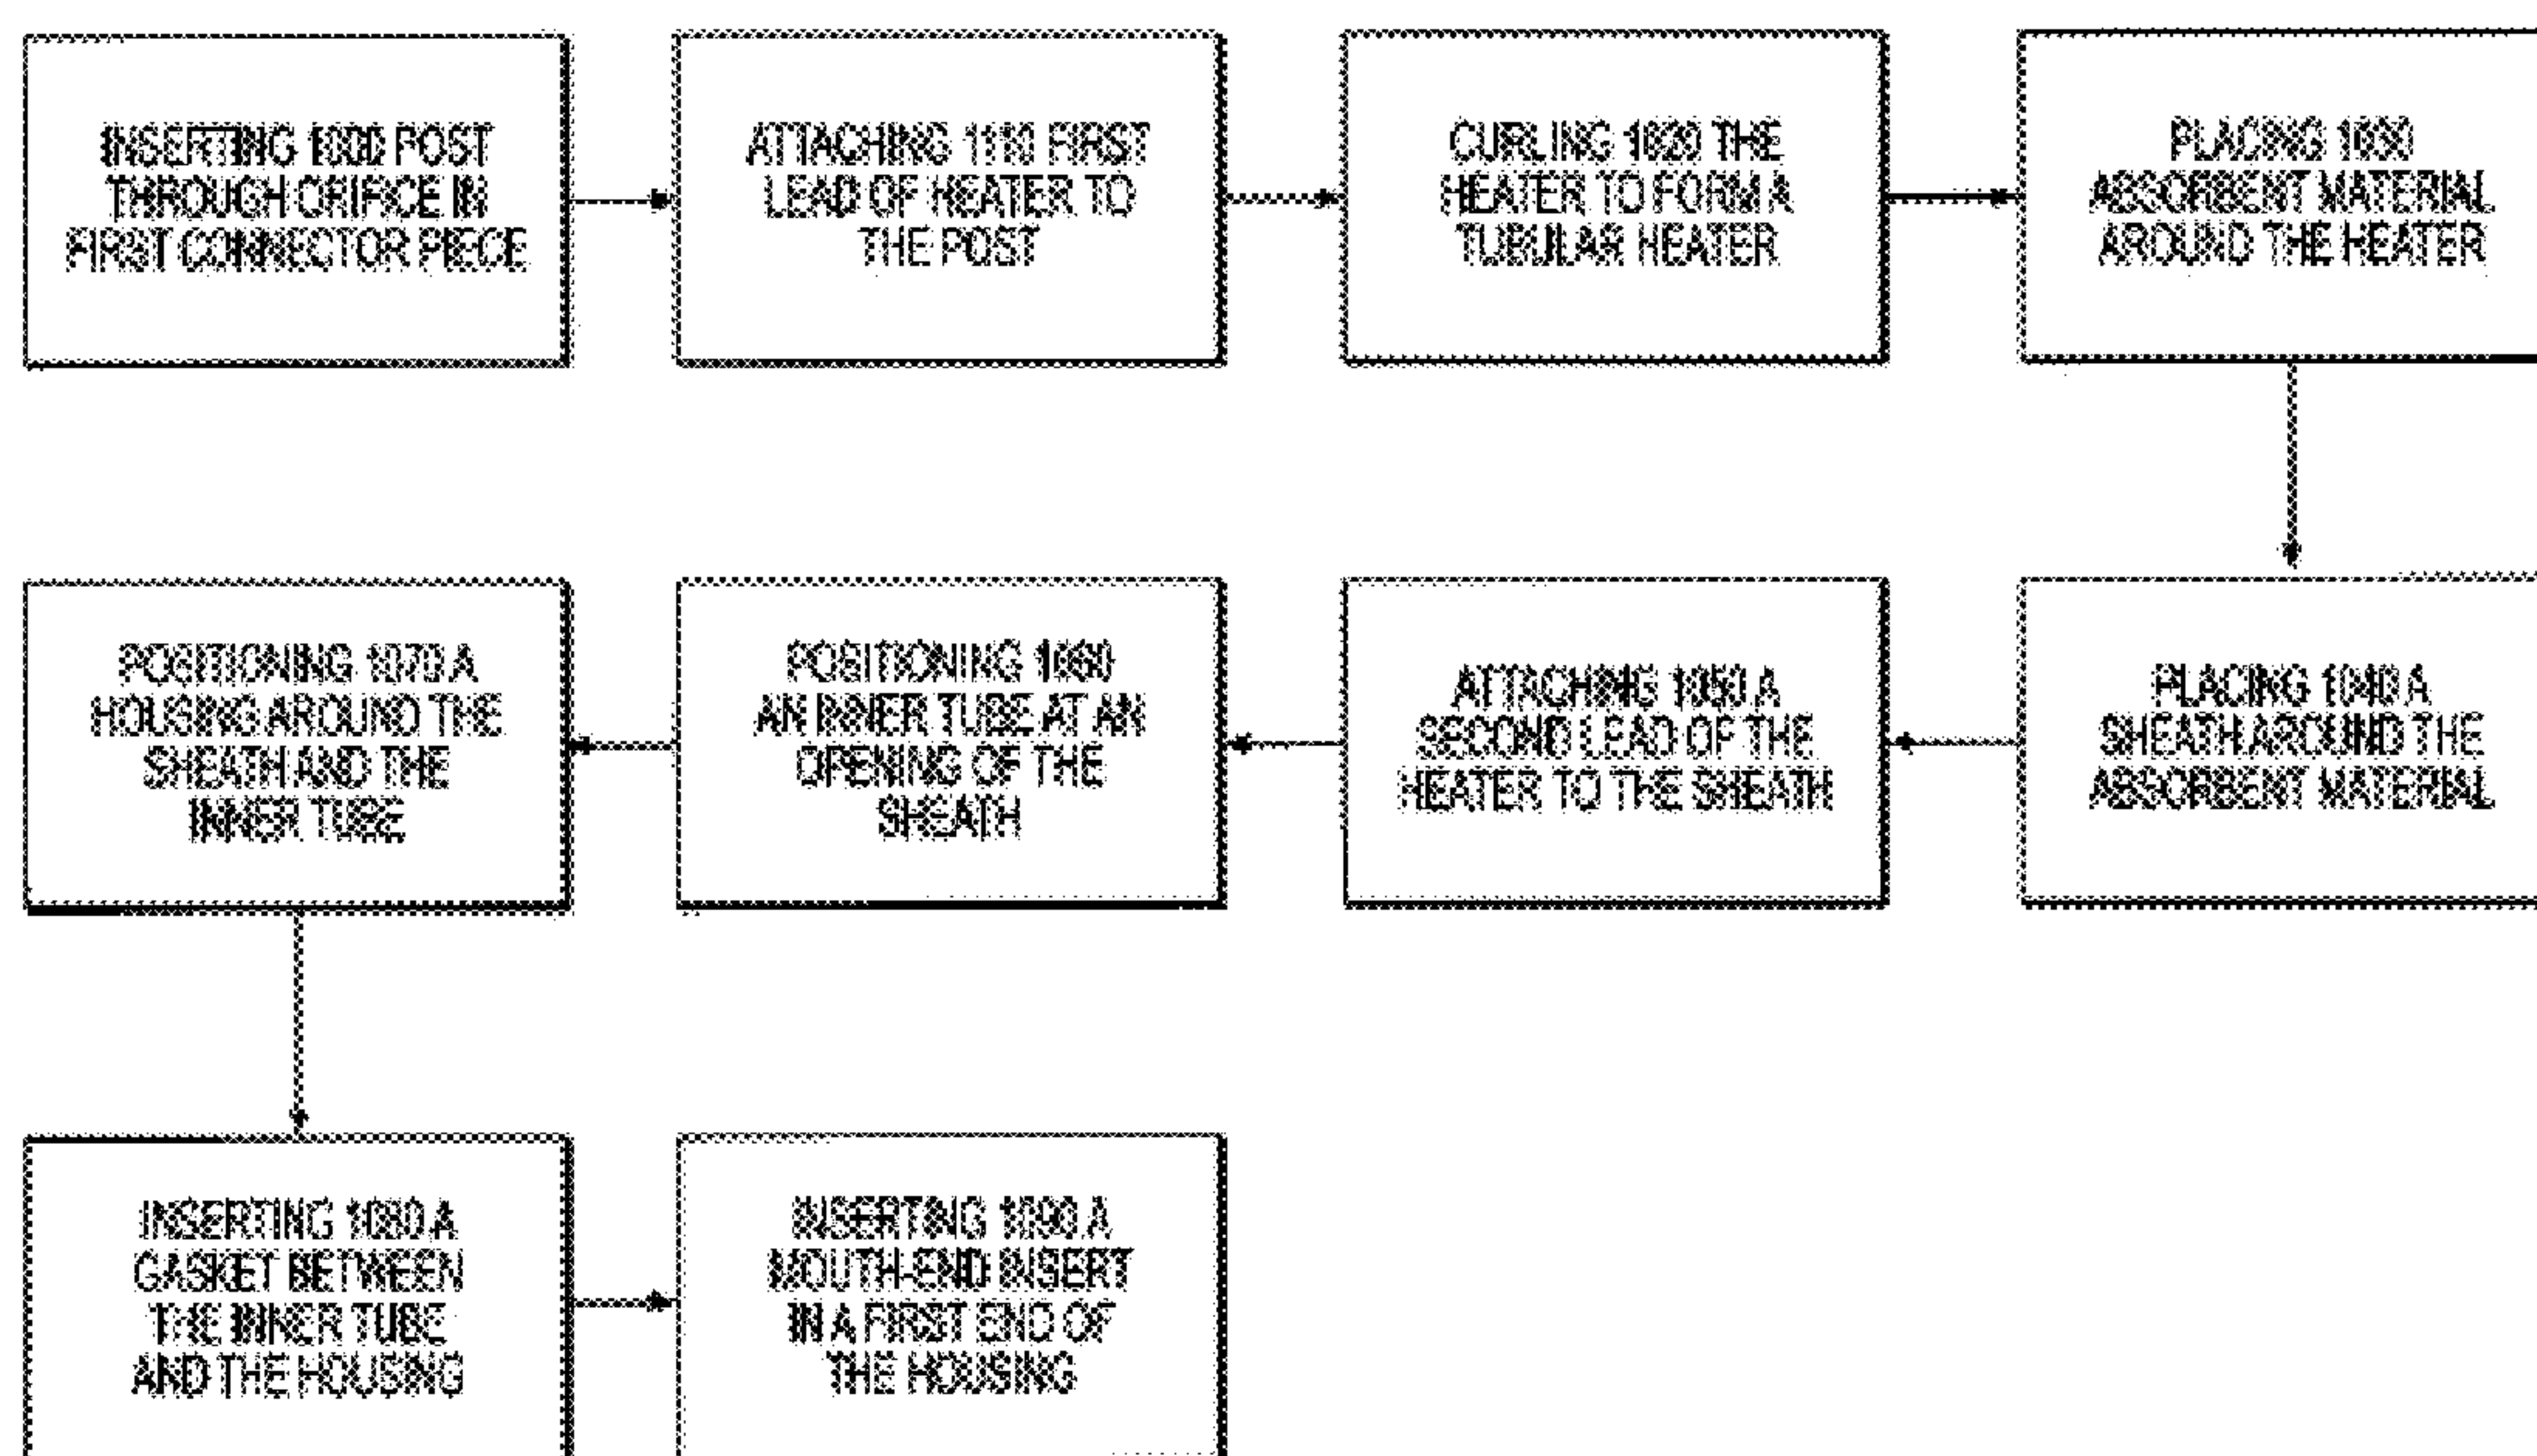 INSERTING 1000 POST
THROUGH ORIFICE IN
FIRST CONNECTOR PIECE
ATTACHING 1110 FIRST
LEAD OF HEATER TO
THE POST
CURLING 1020 THE
HEATER TO FORM A
TUBULAR HEATER
PLACING 1030
ABSORBENT MATERIAL
AROUND THE HEATER
PLACING 1040 A
SHEATH AROUND THE
ABSORBENT MATERIAL
ATTACHING 1050 A
SECOND LEAD OF THE
HEATER TO THE SHEATH
POSITIONING 1060
AN INNER TUBE AT AN
OPENING OF THE
SHEATH
POSITIONING 1070 A
HOUSING AROUND THE
SHEATH AND THE
INNER TUBE
INSERTING 1080 A
GASKET BETWEEN
THE INNER TUBE
AND THE HOUSING
INSERTING 1090 A
MOUTH-END INSERT
IN A FIRST END OF
THE HOUSING